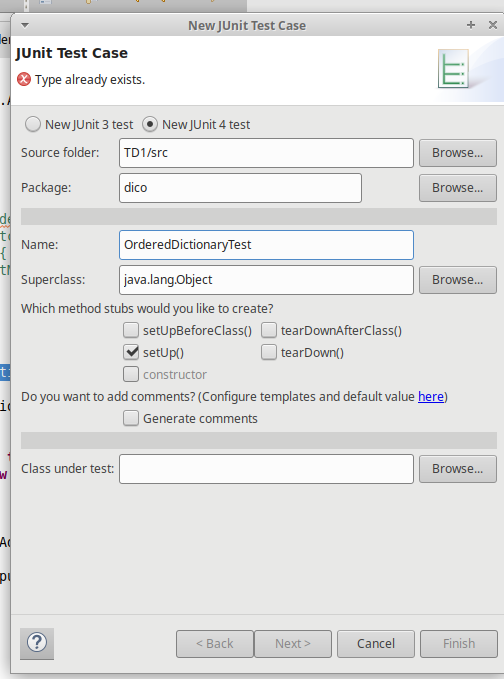 New JUnit Test Case
JUnit Test Case
Type already exists.
New JUnit 3 test New JUnit 4 test
Source folder: TD1/src Browse...
Package: dico Browse...
Name: OrderedDictionaryTest
Superclass: java.lang.Object Browse...
Which method stubs would you like to create?
setUpBeforeClass() tearDownAfterClass()
setUp() tearDown()
constructor
Do you want to add comments? (Configure templates and default value here)
Generate comments
Class under test: Browse...
? < Back Next > Cancel Finish